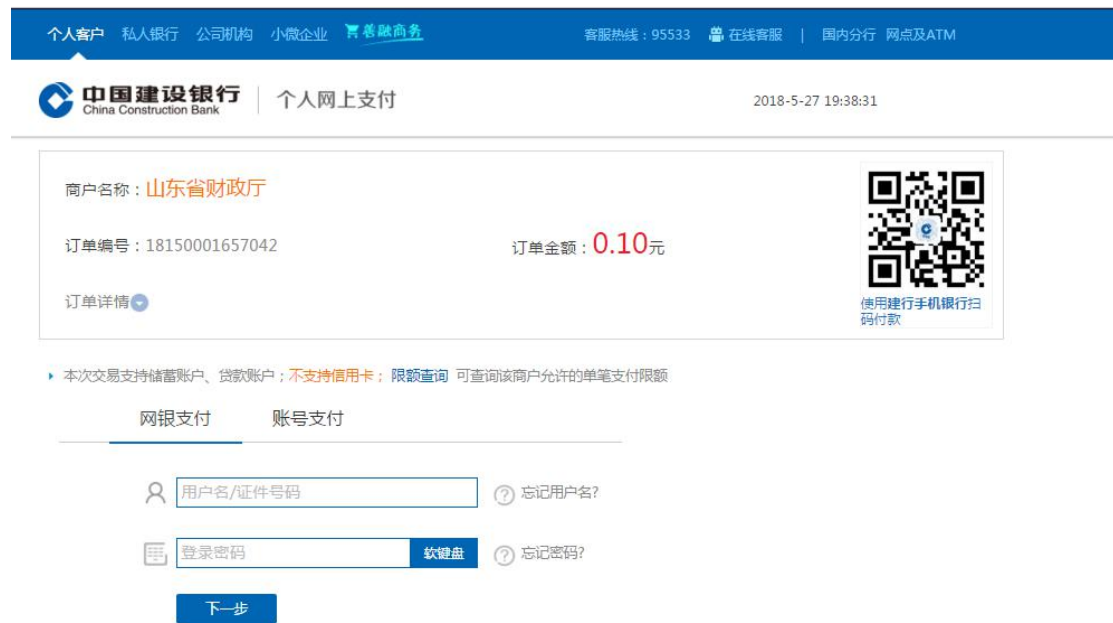 个人客户 私人银行 公司机构 小微企业 善融商务 客服热线：95533 在线客服 | 国内分行 网点及ATM
中国建设银行 个人网上支付 2018-5-27 19:38:31
China Construction Bank
商户名称：山东省财政厅
订单编号：18150001657042 订单金额：0.10元
订单详情
使用建行手机银行扫
码付款
本次交易支持储蓄账户、贷款账户；不支持信用卡； 限额查询 可查询该商户允许的单笔支付限额
网银支付 账号支付
用户名/证件号码 忘记用户名?
登录密码 软键盘 忘记密码?
下一步